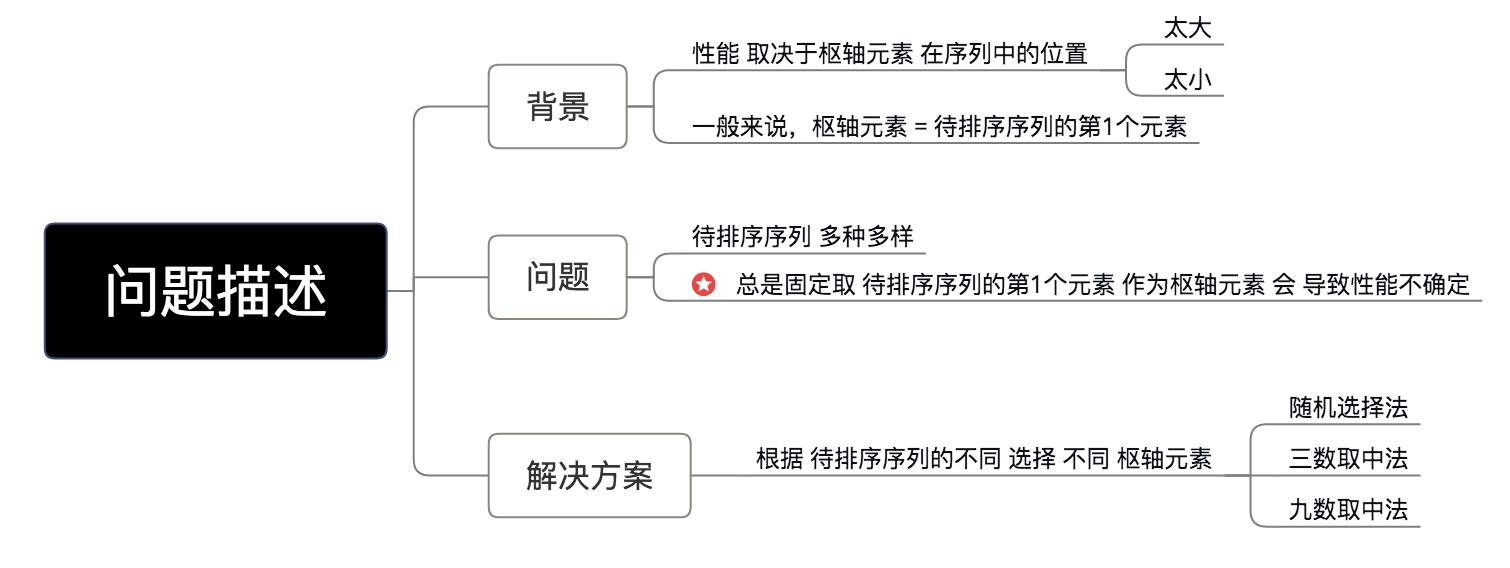 问题描述
背景
性能 取决于枢轴元素 在序列中的位置
太大
太小
一般来说，枢轴元素 = 待排序序列的第1个元素
问题
待排序序列 多种多样
总是固定取 待排序序列的第1个元素 作为枢轴元素 会 导致性能不确定
解决方案
根据 待排序序列的不同 选择 不同 枢轴元素
随机选择法
三数取中法
九数取中法